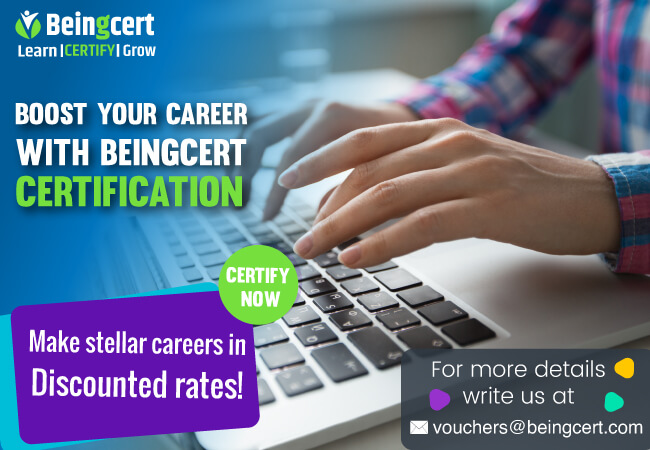 Beingcert
Learn |CERTIFY| Grow
BOOST YOUR CAREER
WITH BEINGCERT
CERTIFICATION
CERTIFY
NOW
Make stellar careers in
Discounted rates!
For more details
write us at
vouchers@beingcert.com